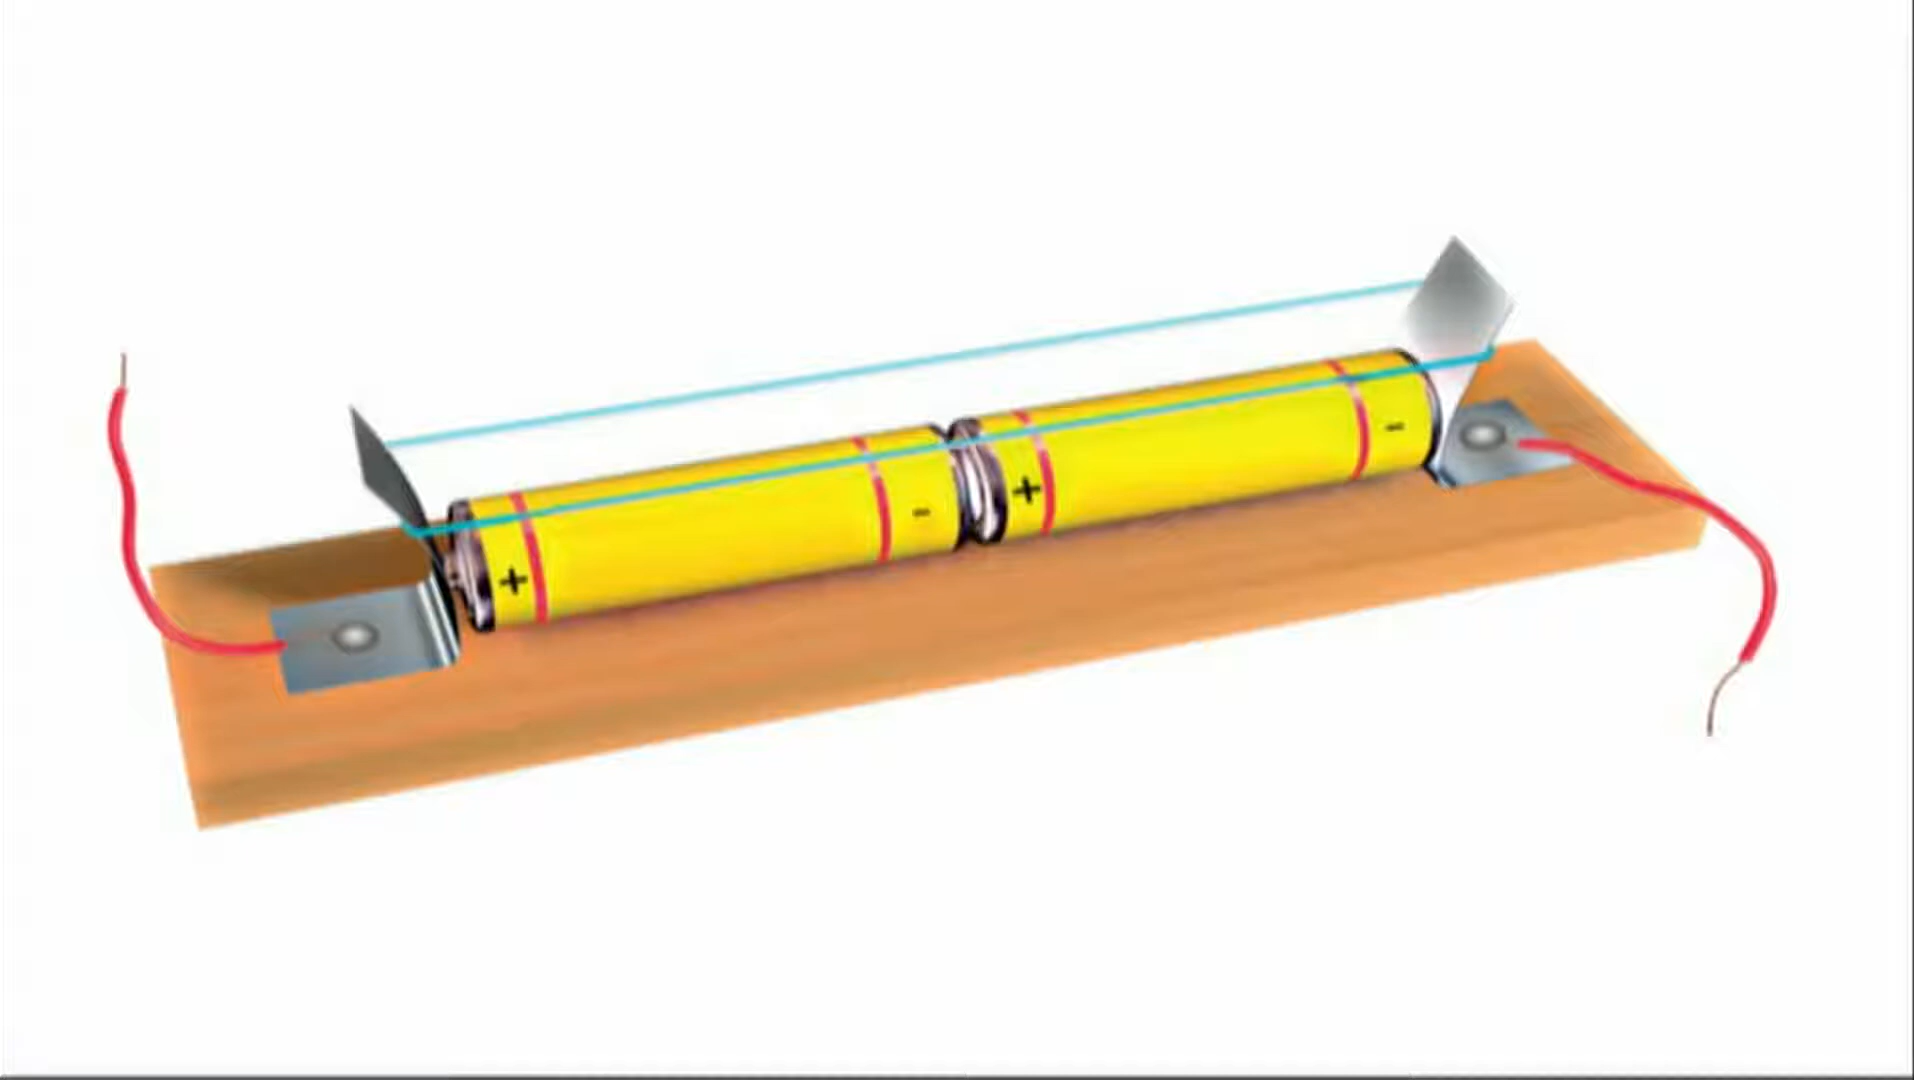 + - + -